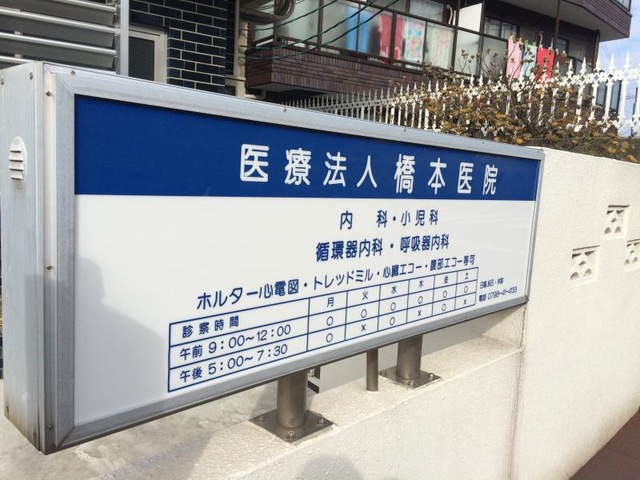 医療法人 橋本医院
内 科・小児科
循環器内科・呼吸器内科
ホルター心電図・トレッドミル・心臓エコー・腹部エコー等可
診察時間 月 火 水 木 金 土
午前 9:00〜12:00 ○ ○ ○ ○ ○ ○
午後 5:00〜7:30 ○ x ○ x ○ x